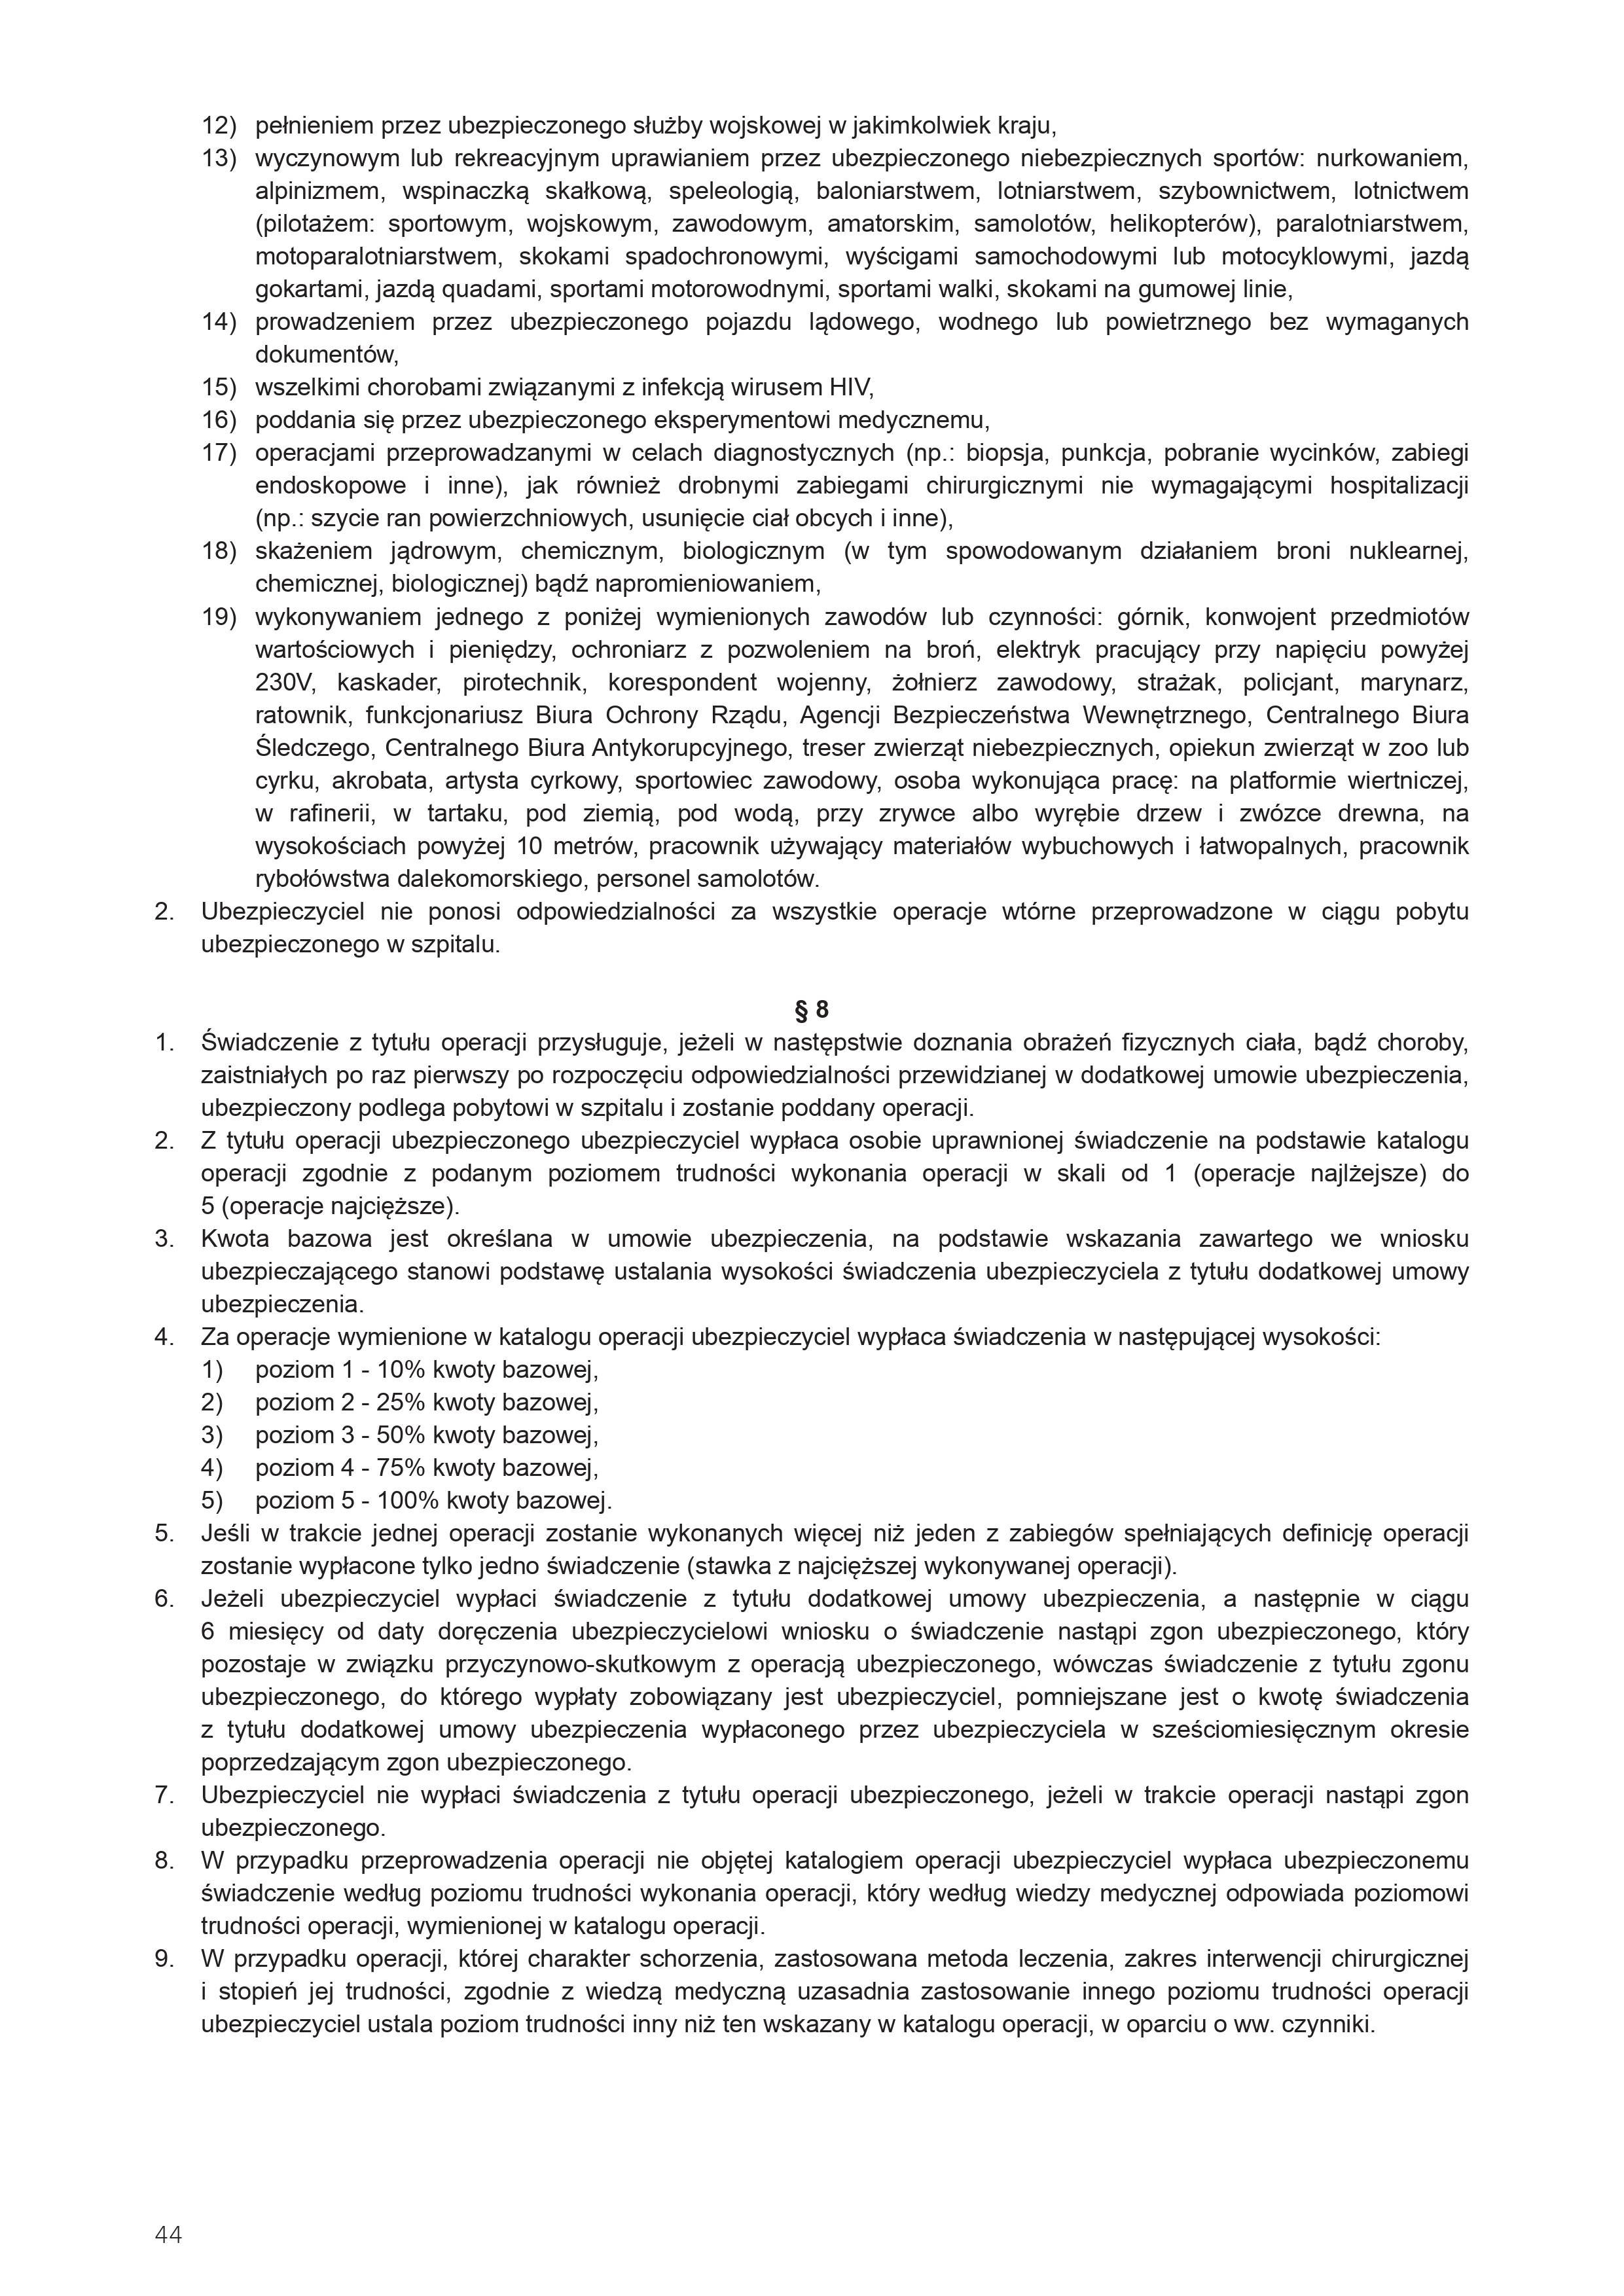 12) pełnieniem przez ubezpieczonego służby wojskowej w jakimkolwiek kraju,
13) wyczynowym lub rekreacyjnym uprawianiem przez ubezpieczonego niebezpiecznych sportów: nurkowaniem,
alpinizmem, wspinaczką skałkową, speleologią, baloniarstwem, lotniarstwem, szybownictwem, lotnictwem
(pilotażem: sportowym, wojskowym, zawodowym, amatorskim, samolotów, helikopterów), paralotniarstwem,
motoparalotniarstwem, skokami spadochronowymi, wyścigami samochodowymi lub motocyklowymi, jazdą
gokartami, jazdą quadami, sportami motorowodnymi, sportami walki, skokami na gumowej linie,
14) prowadzeniem przez ubezpieczonego pojazdu lądowego, wodnego lub powietrznego bez wymaganych
dokumentów,
15) wszelkimi chorobami związanymi z infekcją wirusem HIV,
16) poddania się przez ubezpieczonego eksperymentowi medycznemu,
17) operacjami przeprowadzanymi w celach diagnostycznych (np.: biopsja, punkcja, pobranie wycinków, zabiegi
endoskopowe i inne), jak również drobnymi zabiegami chirurgicznymi nie wymagającymi hospitalizacji
(np.: szycie ran powierzchniowych, usunięcie ciał obcych i inne),
18) skażeniem jądrowym, chemicznym, biologicznym (w tym spowodowanym działaniem broni nuklearnej,
chemicznej, biologicznej) bądź napromieniowaniem,
19) wykonywaniem jednego z poniżej wymienionych zawodów lub czynności: górnik, konwojent przedmiotów
wartościowych i pieniędzy, ochroniarz z pozwoleniem na broń, elektryk pracujący przy napięciu powyżej
230V, kaskader, pirotechnik, korespondent wojenny, żołnierz zawodowy, strażak, policjant, marynarz,
ratownik, funkcjonariusz Biura Ochrony Rządu, Agencji Bezpieczeństwa Wewnętrznego, Centralnego Biura
Śledczego, Centralnego Biura Antykorupcyjnego, treser zwierząt niebezpiecznych, opiekun zwierząt w zoo lub
cyrku, akrobata, artysta cyrkowy, sportowiec zawodowy, osoba wykonująca pracę: na platformie wiertniczej,
w rafinerii, w tartaku, pod ziemią, pod wodą, przy zrywce albo wyrębie drzew i zwózce drewna, na
wysokościach powyżej 10 metrów, pracownik używający materiałów wybuchowych i łatwopalnych, pracownik
rybołówstwa dalekomorskiego, personel samolotów.
2. Ubezpieczyciel nie ponosi odpowiedzialności za wszystkie operacje wtórne przeprowadzone w ciągu pobytu
ubezpieczonego w szpitalu.
§ 8
1. Świadczenie z tytułu operacji przysługuje, jeżeli w następstwie doznania obrażeń fizycznych ciała, bądź choroby,
zaistniałych po raz pierwszy po rozpoczęciu odpowiedzialności przewidzianej w dodatkowej umowie ubezpieczenia,
ubezpieczony podlega pobytowi w szpitalu i zostanie poddany operacji.
2. Z tytułu operacji ubezpieczonego ubezpieczyciel wypłaca osobie uprawnionej świadczenie na podstawie katalogu
operacji zgodnie z podanym poziomem trudności wykonania operacji w skali od 1 (operacje najlżejsze) do
5 (operacje najcięższe).
3. Kwota bazowa jest określana w umowie ubezpieczenia, na podstawie wskazania zawartego we wniosku
ubezpieczającego stanowi podstawę ustalania wysokości świadczenia ubezpieczyciela z tytułu dodatkowej umowy
ubezpieczenia.
4. Za operacje wymienione w katalogu operacji ubezpieczyciel wypłaca świadczenia w następującej wysokości:
1) poziom 1 - 10% kwoty bazowej,
2) poziom 2 - 25% kwoty bazowej,
3) poziom 3 - 50% kwoty bazowej,
4) poziom 4 - 75% kwoty bazowej,
5) poziom 5 - 100% kwoty bazowej.
5. Jeśli w trakcie jednej operacji zostanie wykonanych więcej niż jeden z zabiegów spełniających definicję operacji
zostanie wypłacone tylko jedno świadczenie (stawka z najcięższej wykonywanej operacji).
6. Jeżeli ubezpieczyciel wypłaci świadczenie z tytułu dodatkowej umowy ubezpieczenia, a następnie w ciągu
6 miesięcy od daty doręczenia ubezpieczycielowi wniosku o świadczenie nastąpi zgon ubezpieczonego, który
pozostaje w związku przyczynowo-skutkowym z operacją ubezpieczonego, wówczas świadczenie z tytułu zgonu
ubezpieczonego, do którego wypłaty zobowiązany jest ubezpieczyciel, pomniejszane jest o kwotę świadczenia
z tytułu dodatkowej umowy ubezpieczenia wypłaconego przez ubezpieczyciela w sześciomiesięcznym okresie
poprzedzającym zgon ubezpieczonego.
7. Ubezpieczyciel nie wypłaci świadczenia z tytułu operacji ubezpieczonego, jeżeli w trakcie operacji nastąpi zgon
ubezpieczonego.
8. W przypadku przeprowadzenia operacji nie objętej katalogiem operacji ubezpieczyciel wypłaca ubezpieczonemu
świadczenie według poziomu trudności wykonania operacji, który według wiedzy medycznej odpowiada poziomowi
trudności operacji, wymienionej w katalogu operacji.
9. W przypadku operacji, której charakter schorzenia, zastosowana metoda leczenia, zakres interwencji chirurgicznej
i stopień jej trudności, zgodnie z wiedzą medyczną uzasadnia zastosowanie innego poziomu trudności operacji
ubezpieczyciel ustala poziom trudności inny niż ten wskazany w katalogu operacji, w oparciu o ww. czynniki.
44